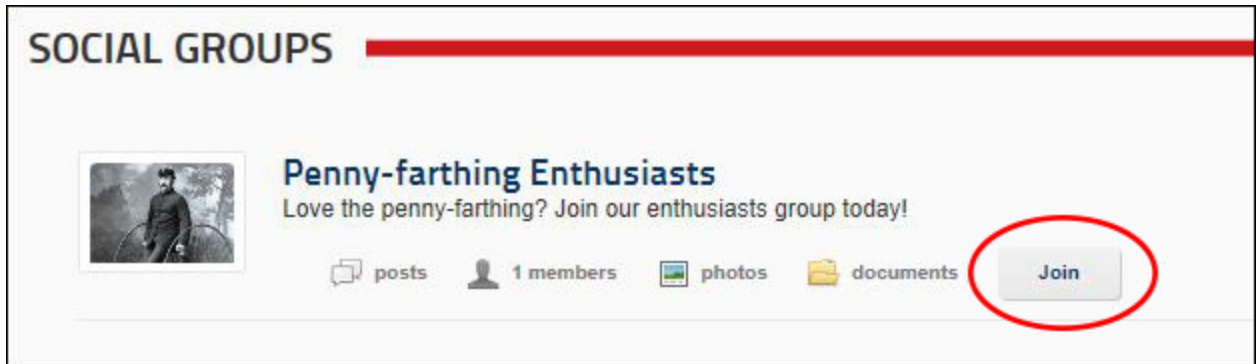 SOCIAL GROUPS
Penny-farthing Enthusiasts
Love the penny-farthing? Join our enthusiasts group today!
posts 1 members photos documents Join